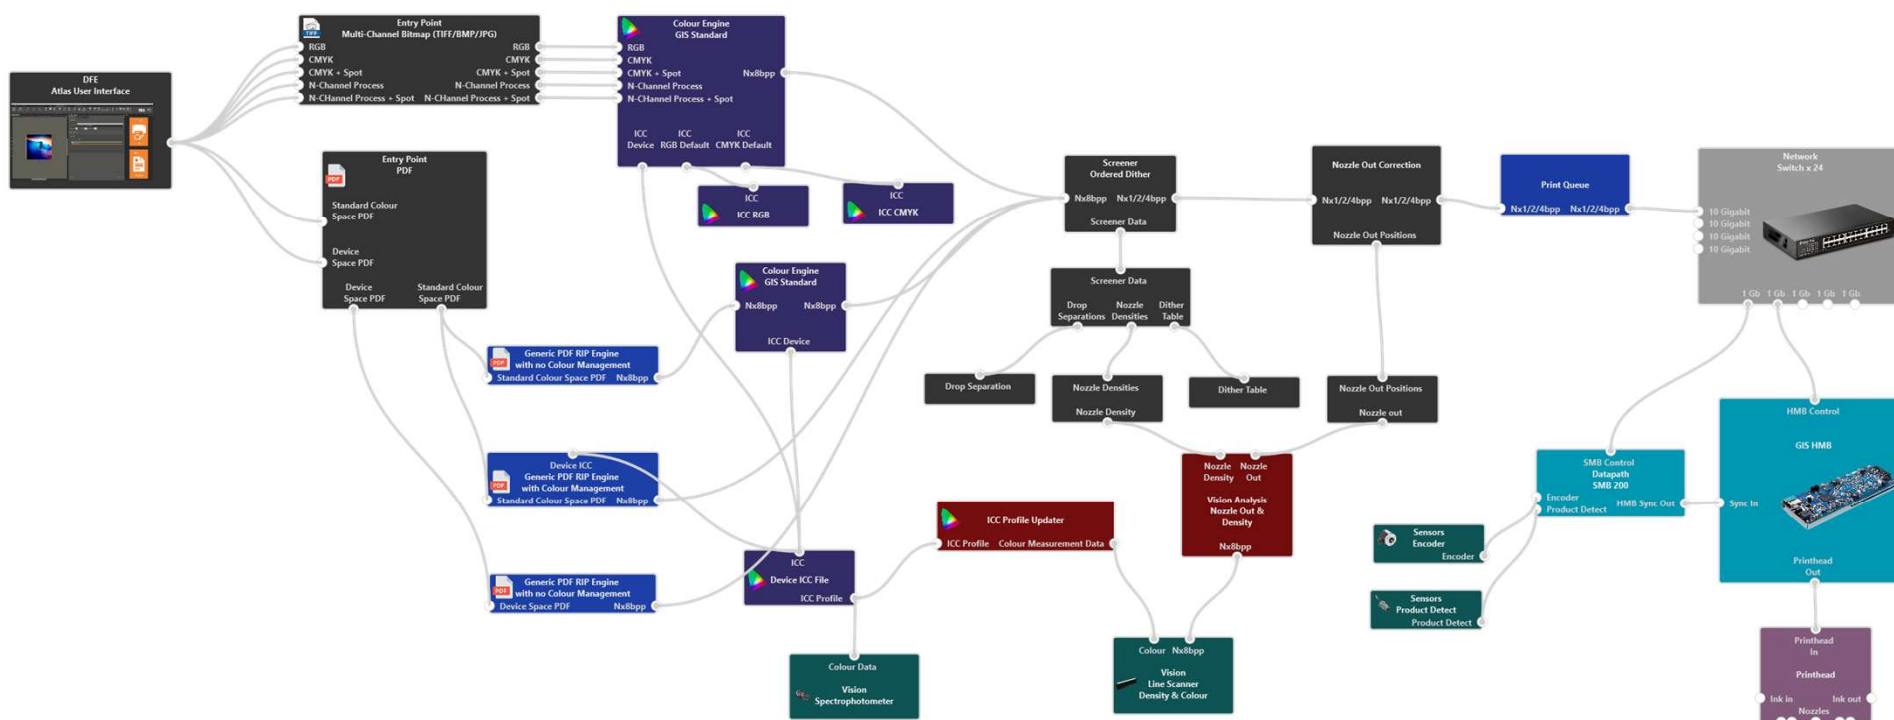 DFE
Atlas User Interface
Entry Point
Multi-Channel Bitmap (TIFF/BMP/JPG)
TIFF
RGB RGB
CMYK CMYK
CMYK + Spot CMYK + Spot
N-Channel Process N-Channel Process
N-CHannel Process + Spot N-CHannel Process + Spot
Colour Engine
GIS Standard
RGB
CMYK
CMYK + Spot Nx8bpp
N-Channel Process
N-CHannel Process + Spot
ICC ICC ICC
Device RGB Default CMYK Default
ICC
ICC RGB
ICC
ICC CMYK
Entry Point
PDF
PDF
Standard Colour
Space PDF
Device
Space PDF
Device Standard Colour
Space PDF Space PDF
Colour Engine
GIS Standard
Nx8bpp Nx8bpp
ICC Device
Generic PDF RIP Engine
with no Colour Management
PDF
Standard Colour Space PDF Nx8bpp
Device ICC
Generic PDF RIP Engine
with Colour Management
PDF
Standard Colour Space PDF Nx8bpp
Generic PDF RIP Engine
with no Colour Management
PDF
Device Space PDF Nx8bpp
ICC
Device ICC File
ICC Profile
Colour Data
Vision
Spectrophotometer
ICC Profile Updater
ICC Profile Colour Measurement Data
Screener
Ordered Dither
Nx8bpp Nx1/2/4bpp
Screener Data
Screener Data
Drop Nozzle Dither
Separations Densities Table
Drop Separation
Nozzle Densities
Nozzle Density
Dither Table
Nozzle Out Correction
Nx1/2/4bpp Nx1/2/4bpp
Nozzle Out Positions
Nozzle Out Positions
Nozzle out
Nozzle Nozzle
Density Out
Vision Analysis
Nozzle Out &
Density
Nx8bpp
Colour Nx8bpp
Vision
Line Scanner
Density & Colour
Print Queue
Nx1/2/4bpp Nx1/2/4bpp
Network
Switch x 24
10 Gigabit
10 Gigabit
10 Gigabit
10 Gigabit
1 Gb 1 Gb 1 Gb 1 Gb 1 Gb
SMB Control
Datapath
SMB 200
Encoder
Product Detect HMB Sync Out
Sensors
Encoder
Encoder
Sensors
Product Detect
Product Detect
HMB Control
GIS HMB
Sync In
Printhead
Out
Printhead
In
Printhead
Ink in Ink out
Nozzles